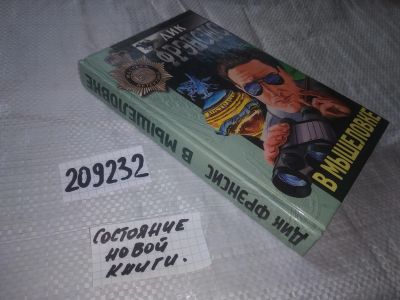 ДИК
ФРЭНСИС
В МЫШЕЛОВКЕ
ДИК ФРЭНСИС В МЫШЕЛОВКЕ
209232
СОСТОЯНИЕ
НОВОЙ
КНИГИ.